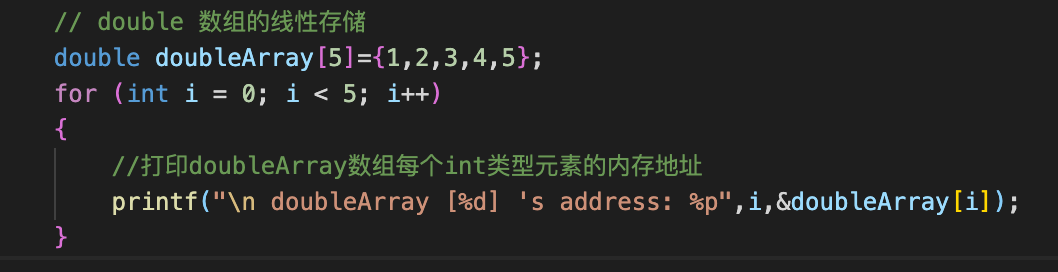 // double 数组的线性存储
double doubleArray[5]={1,2,3,4,5};
for (int i = 0; i < 5; i++)
{
//打印doubleArray数组每个int类型元素的内存地址
printf("\n doubleArray [%d] 's address: %p",i,&doubleArray[i]);
}